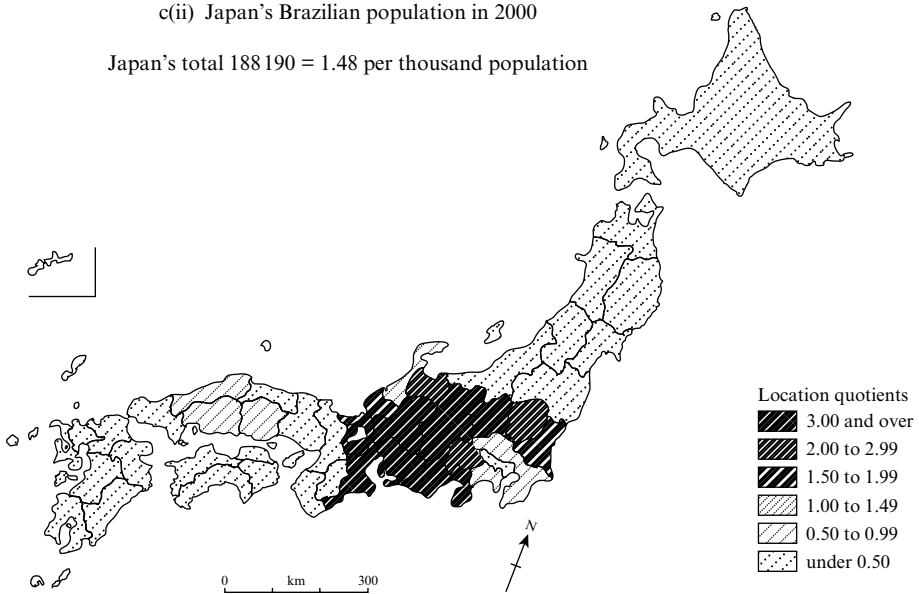 c(ii) Japan's Brazilian population in 2000
Japan's total 188 190 = 1.48 per thousand population
Location quotients
3.00 and over
2.00 to 2.99
1.50 to 1.99
1.00 to 1.49
0.50 to 0.99
under 0.50
N
0 km 300